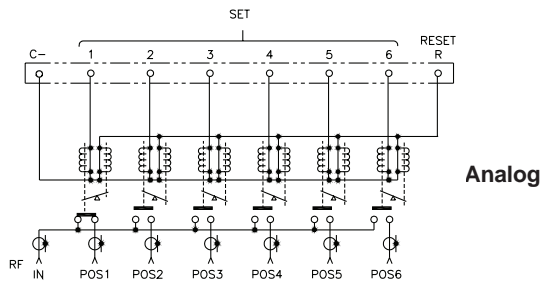 SET
C– 1 2 3 4 5 6 RESET R
Analog
RF IN POS1 POS2 POS3 POS4 POS5 POS6